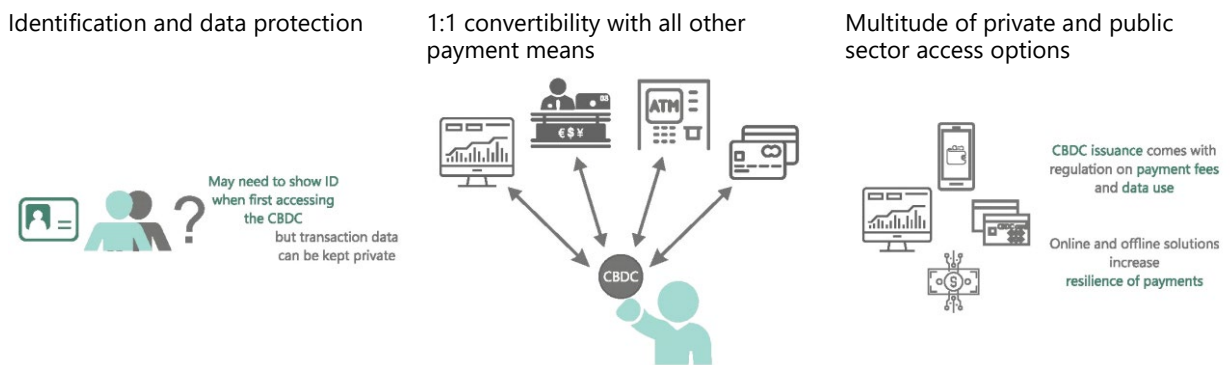 Identification and data protection
1:1 convertibility with all other
payment means
Multitude of private and public
sector access options
May need to show ID
when first accessing
the CBDC
but transaction data
can be kept private
€$¥
ATM
CBDC
CBDC issuance comes with
regulation on payment fees
and data use
Online and offline solutions
increase
resilience of payments